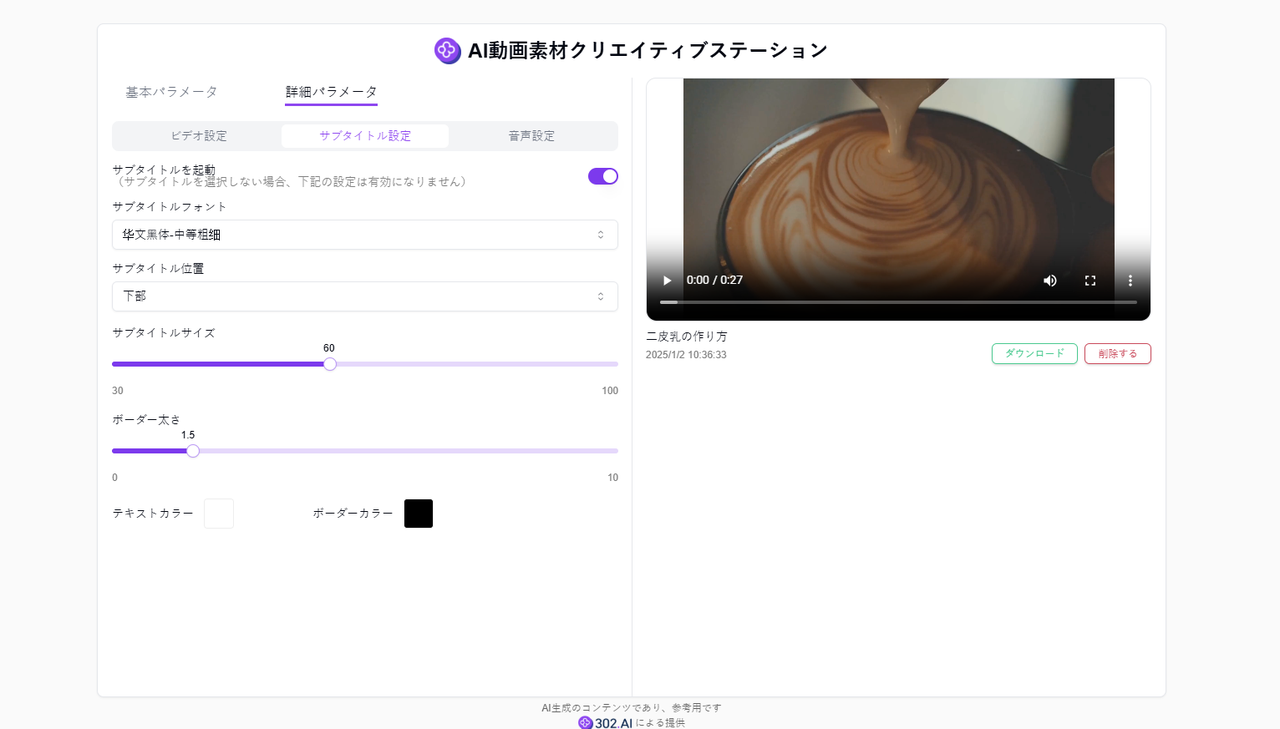 AI動画素材クリエイティブステーション
基本パラメータ
詳細パラメータ
ビデオ設定
サブタイトル設定
音声設定
サブタイトルを起動
（サブタイトルを選択しない場合、下記の設定は有効になりません）
サブタイトルフォント
华文黑体-中等粗细
サブタイトル位置
下部
サブタイトルサイズ
60
30
100
ボーダー太さ
1.5
0
10
テキストカラー
ボーダーカラー
0:00 / 0:27
二皮乳の作り方
2025/1/2 10:36:33
ダウンロード
削除する
AI生成のコンテンツであり、参考用です
302.AI による提供